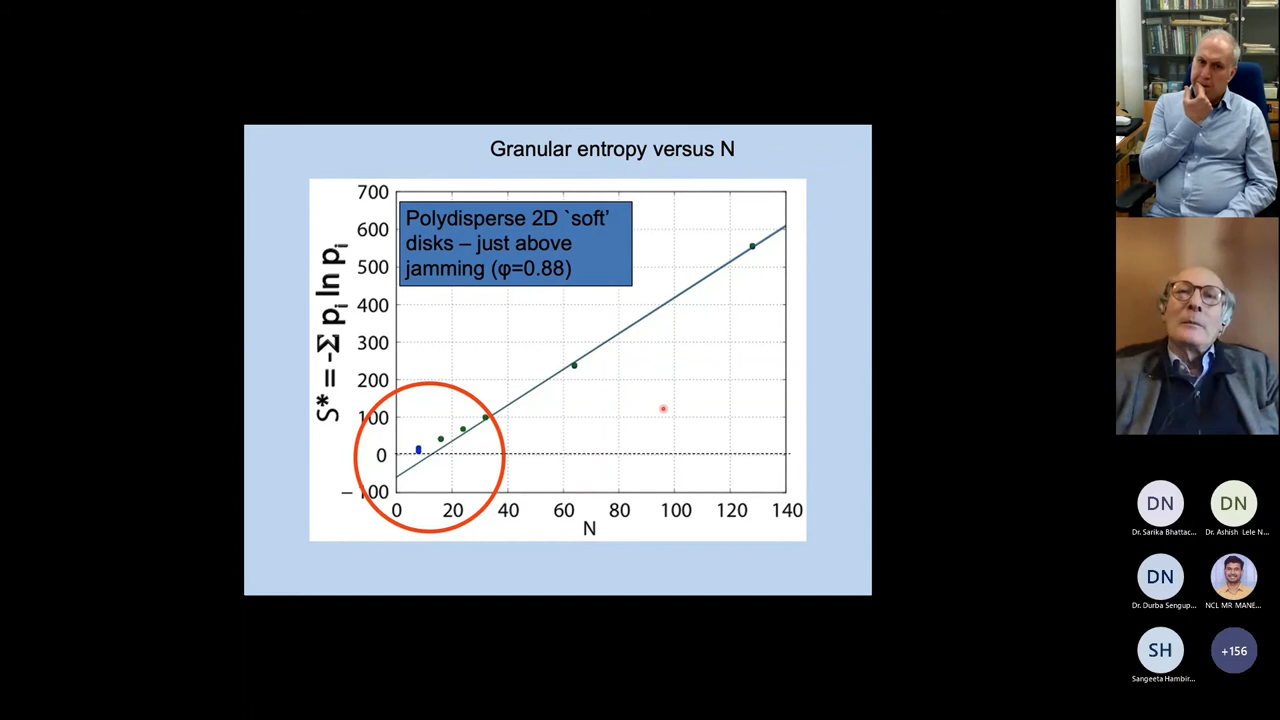 Granular entropy versus N
700
600
500
400
300
200
100
0
– 100
S* = -Σ pi ln pi
Polydisperse 2D `soft’
disks – just above
jamming (φ=0.88)
0 20 40 60 80 100 120 140
N
DN DN
Dr. Sarika Bhattac... Dr. Ashish Lele N...
DN
Dr. Durba Sengup... NCL MR MANE...
SH +156
Sangeeta Hambir...